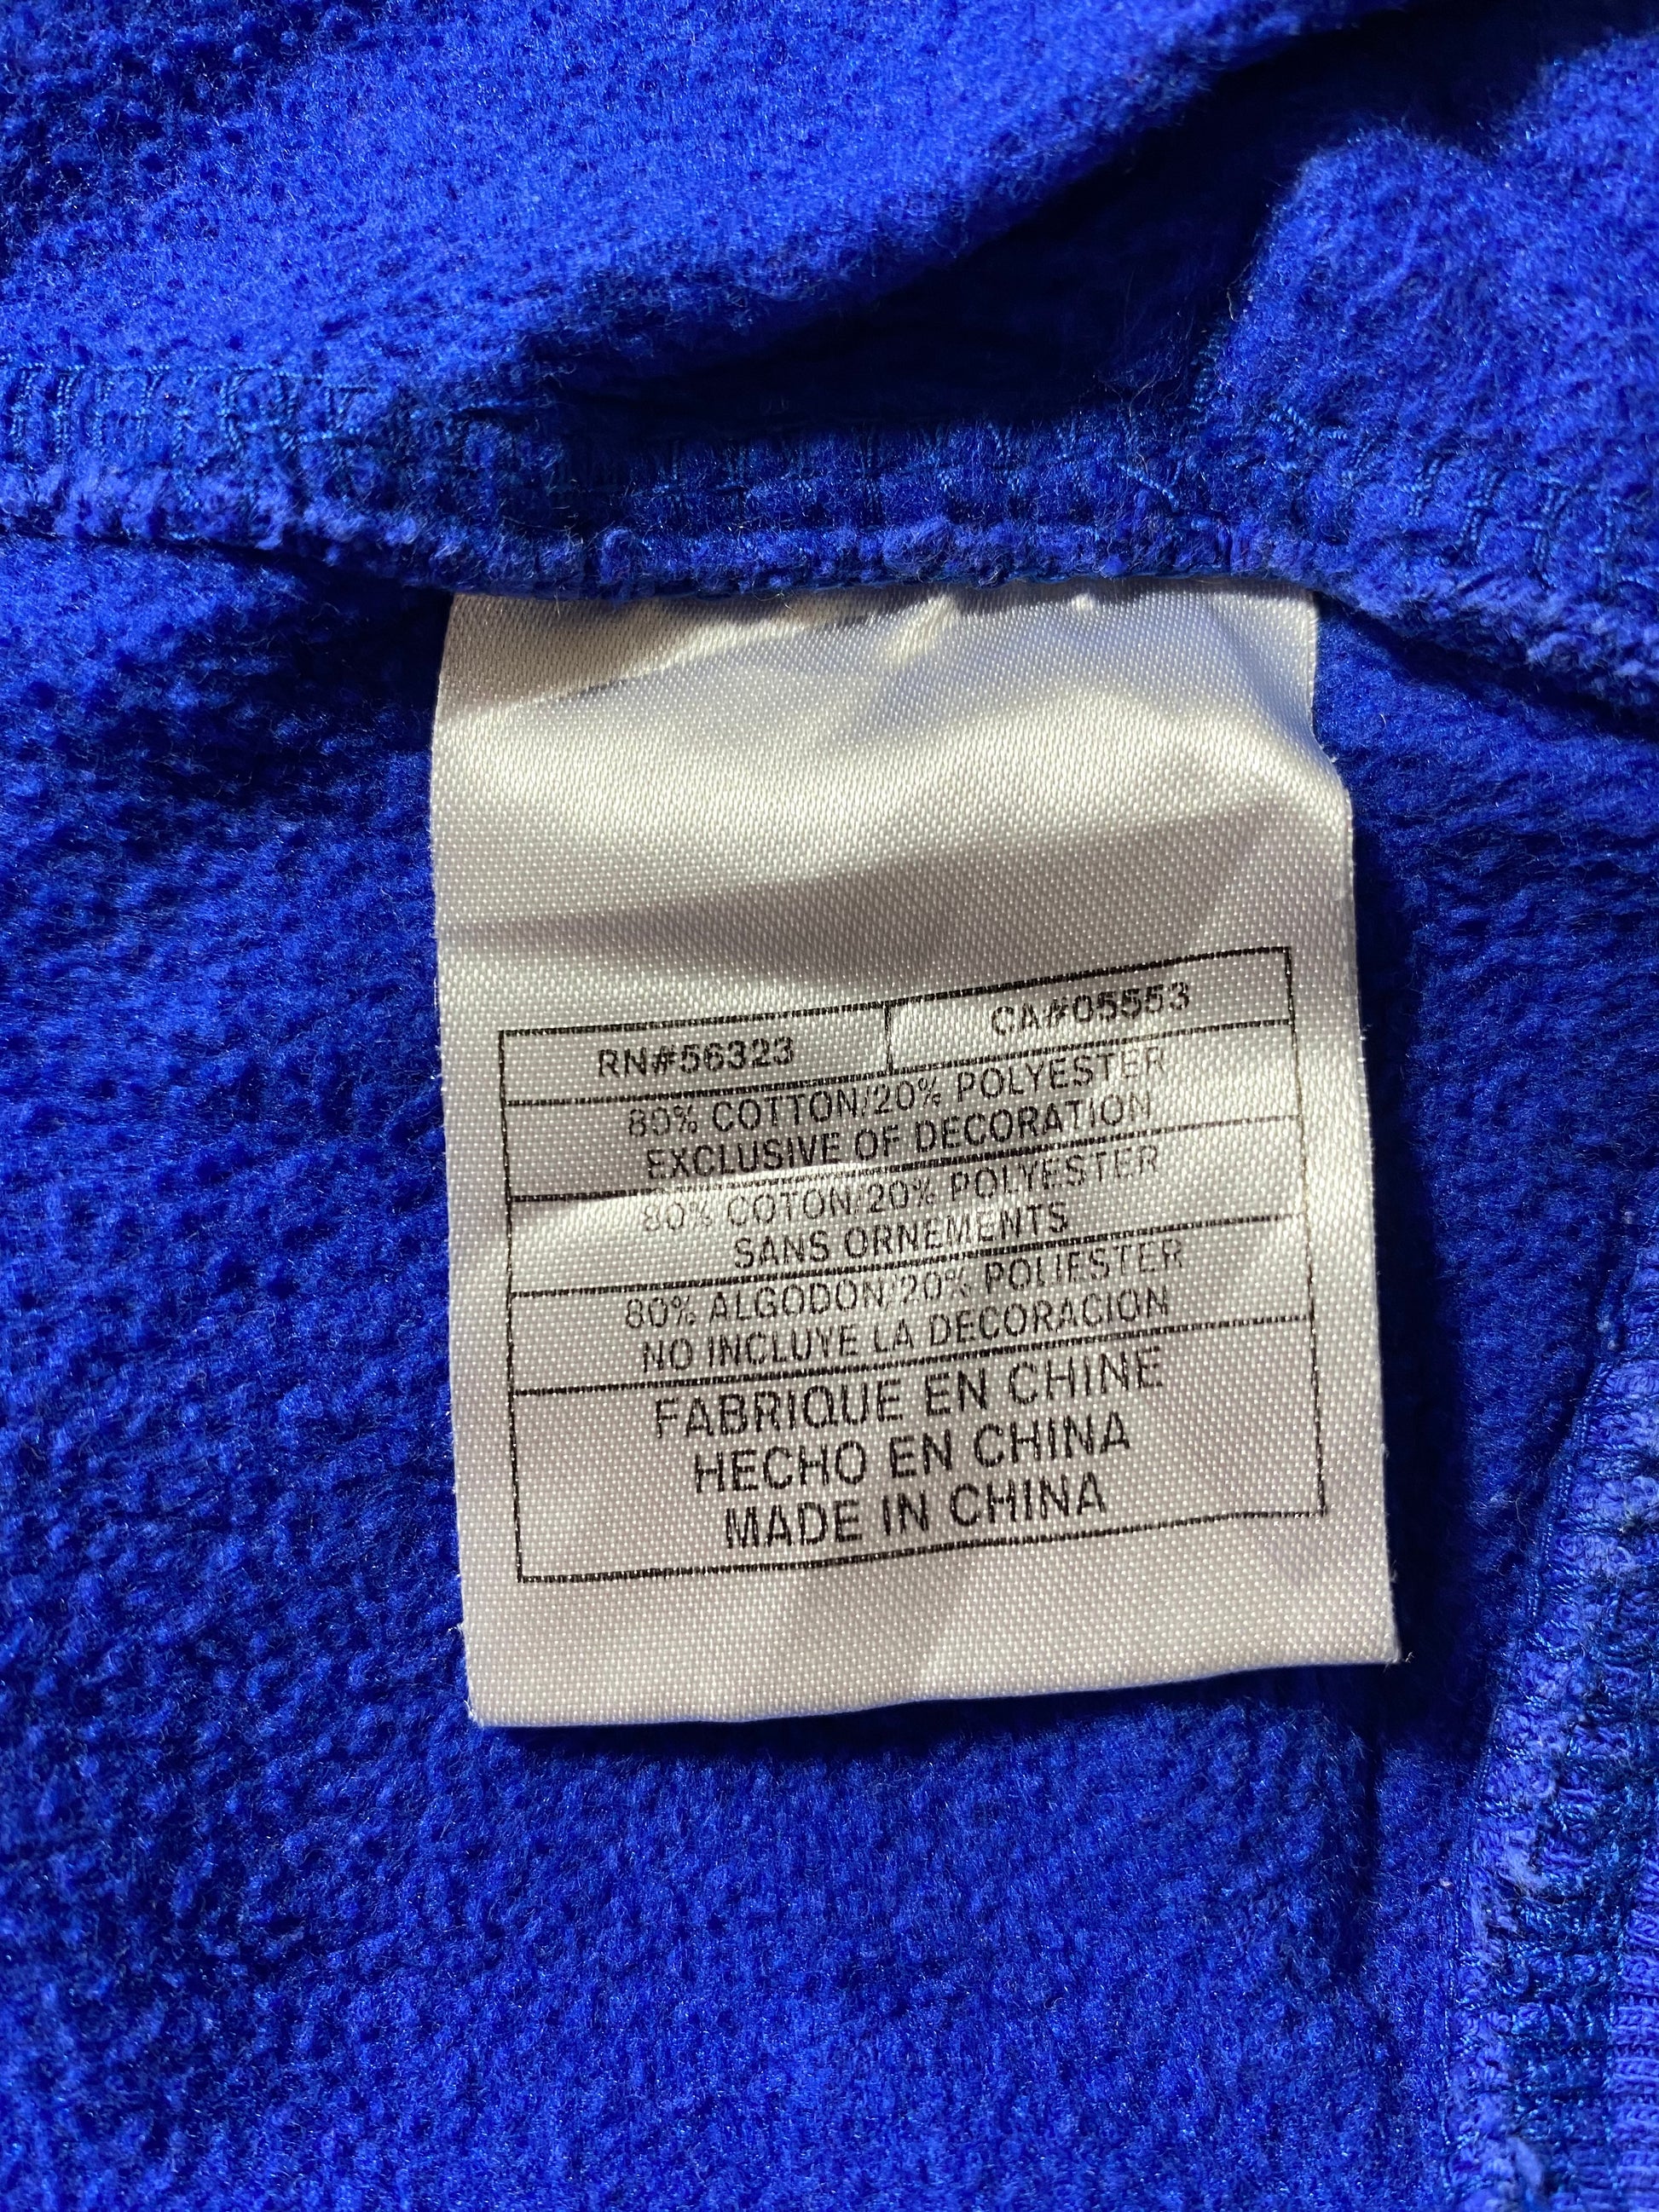 RN#56323 CA#05553
80% COTTON/20% POLYESTER
EXCLUSIVE OF DECORATION
80% COTON/20% POLYESTER
SANS ORNEMENTS
80% ALGODON/20% POLIESTER
NO INCLUYE LA DECORACION
FABRIQUE EN CHINE
HECHO EN CHINA
MADE IN CHINA